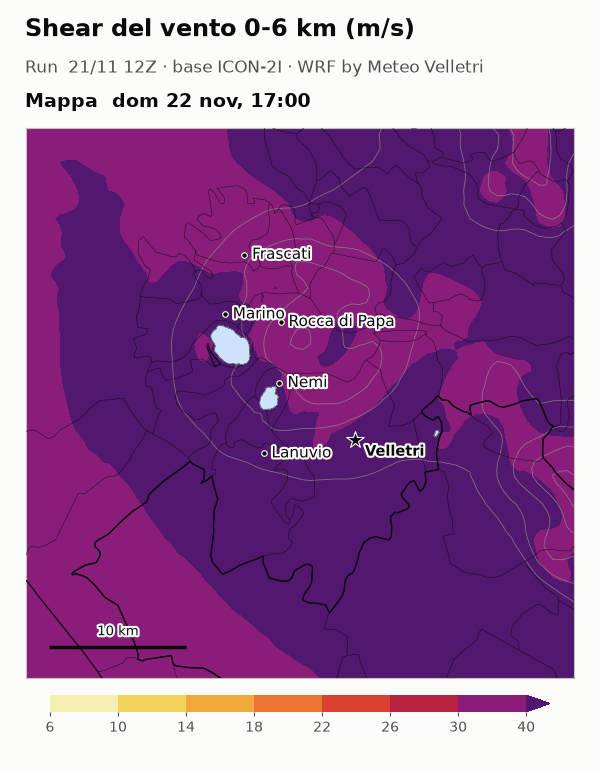 Shear del vento 0-6 km (m/s)
Run  21/11 12Z · base ICON-2I · WRF by Meteo Velletri
Mappa  dom 22 nov, 17:00
Frascati
Marino
Rocca di Papa
Nemi
Velletri
Lanuvio
10 km
6 10 14 18 22 26 30 40